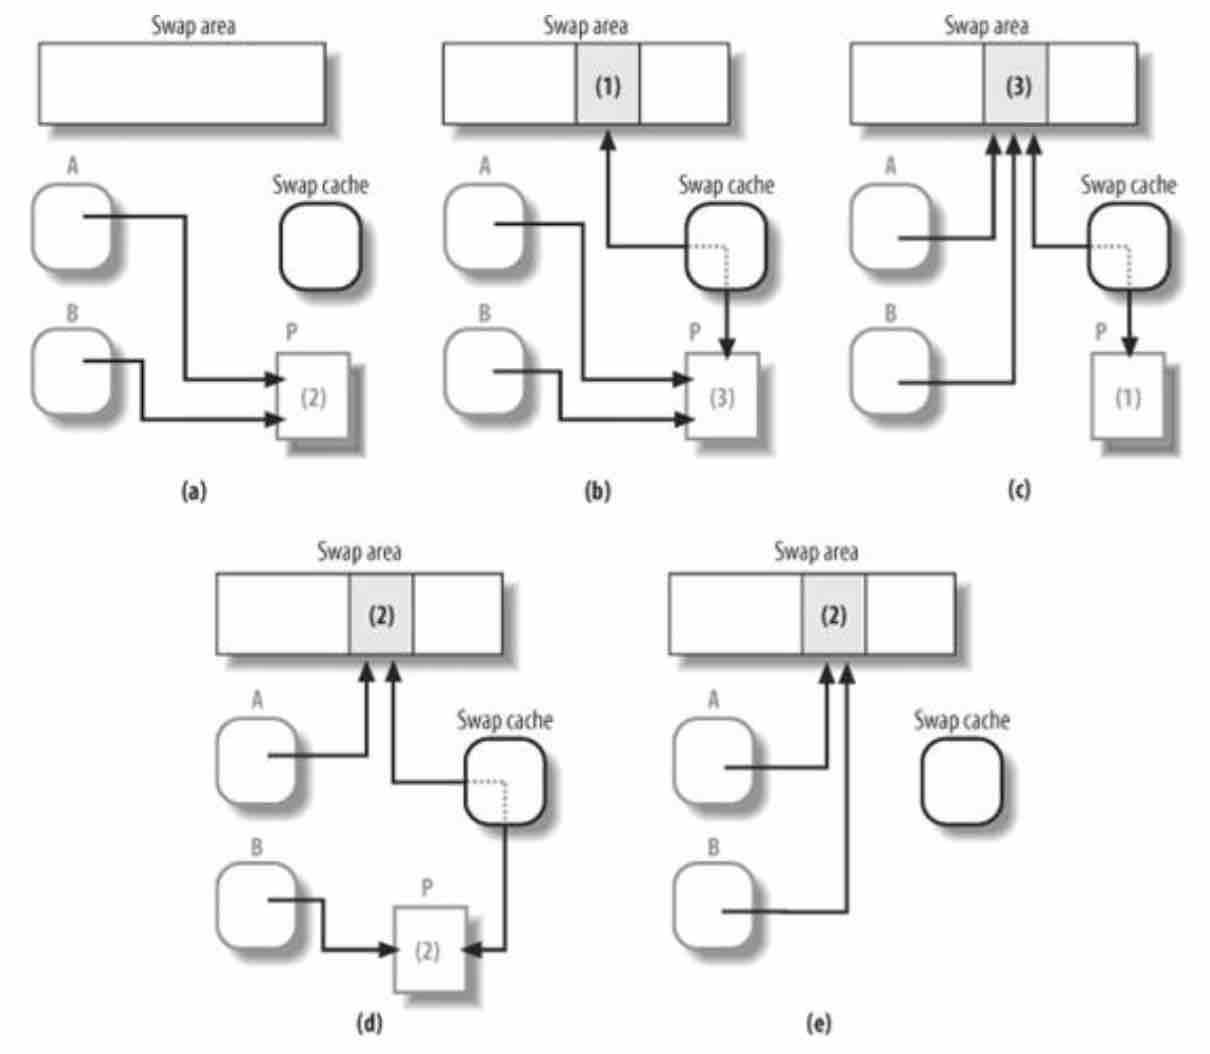 Swap area
A
Swap cache
B
P
(2)
(a)
Swap area
(1)
A
Swap cache
B
P
(3)
(b)
Swap area
(3)
A
Swap cache
B
P
(1)
(c)
Swap area
(2)
A
Swap cache
B
P
(2)
(d)
Swap area
(2)
A
Swap cache
B
(e)